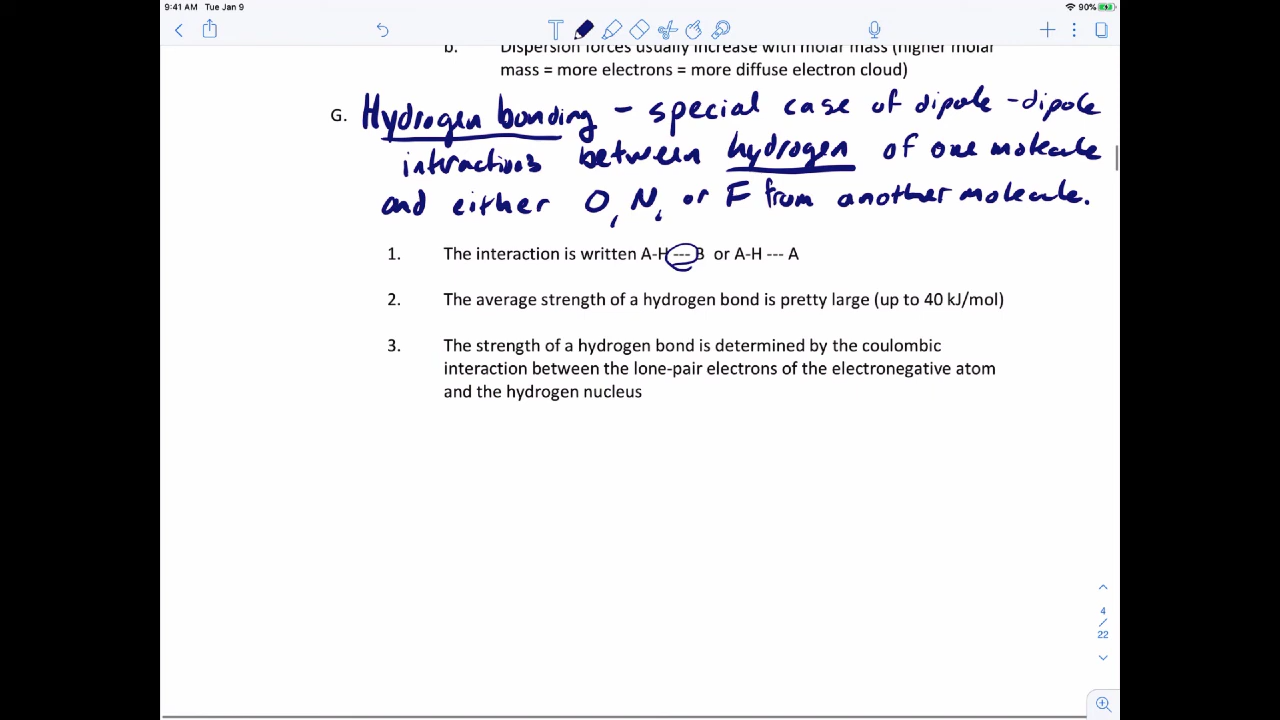 9:41 AM Tue Jan 9
90%
b. Dispersion forces usually increase with molar mass (higher molar
mass = more electrons = more diffuse electron cloud)
G. Hydrogen bonding - special case of dipole-dipole
interactions between hydrogen of one molecule
and either O, N, or F from another molecule.
1. The interaction is written A-H --- B or A-H --- A
2. The average strength of a hydrogen bond is pretty large (up to 40 kJ/mol)
3. The strength of a hydrogen bond is determined by the coulombic
interaction between the lone-pair electrons of the electronegative atom
and the hydrogen nucleus
4
/
22